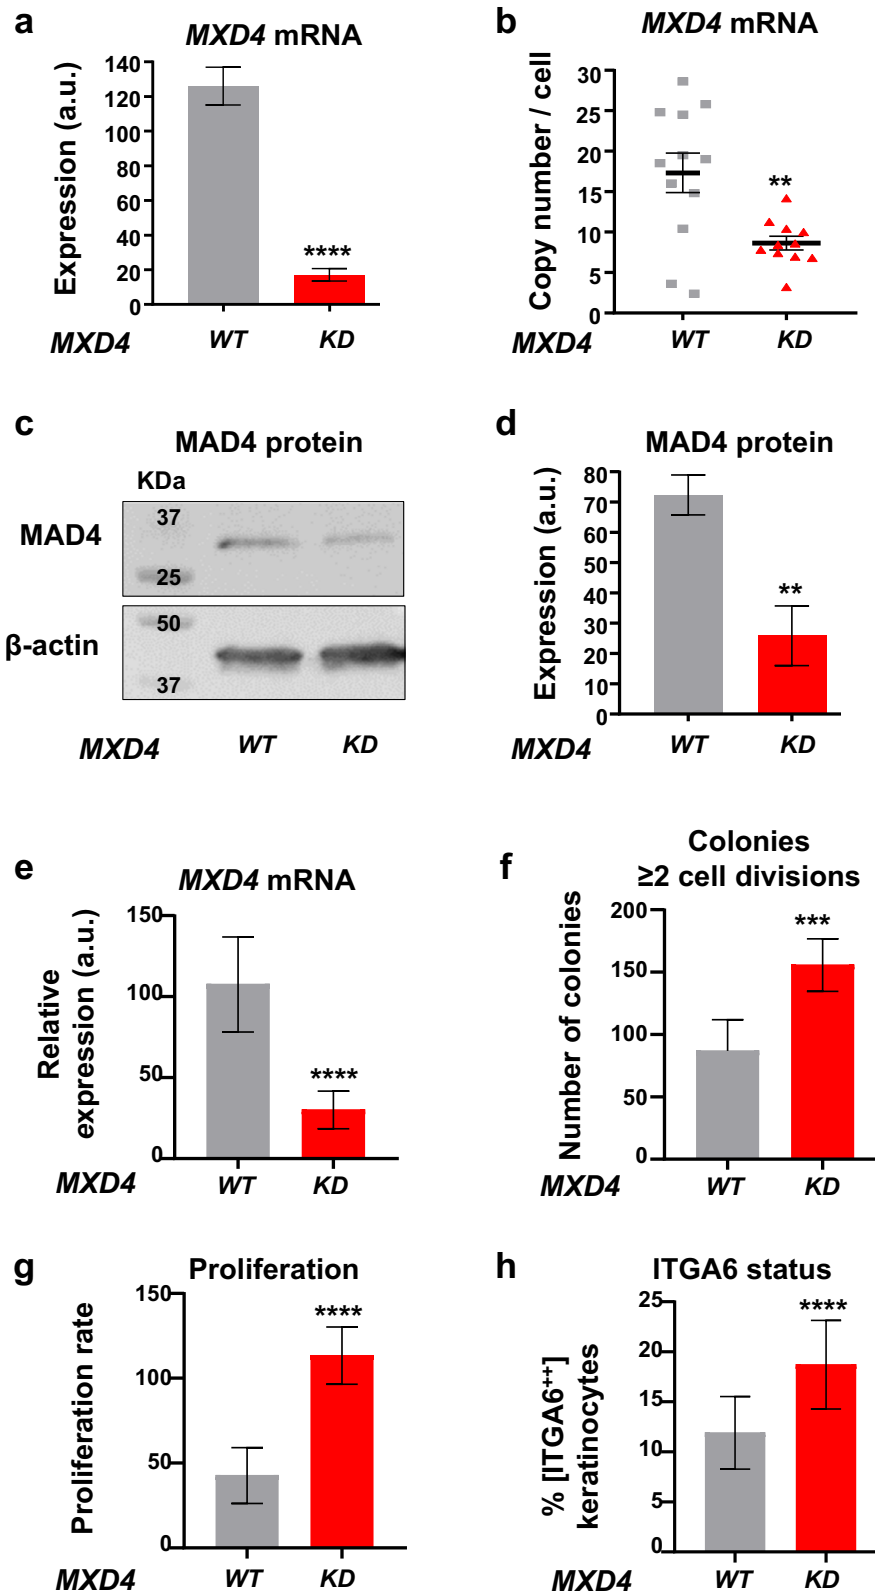 a
MXD4 mRNA
Expression (a.u.)
140
120
100
80
60
40
20
0
****
MXD4
WT
KD
b
MXD4 mRNA
Copy number / cell
30
25
20
15
10
5
0
**
MXD4
WT
KD
c
MAD4 protein
KDa
MAD4
37
25
β-actin
50
37
MXD4
WT
KD
d
MAD4 protein
Expression (a.u.)
80
70
60
50
40
30
20
10
0
**
MXD4
WT
KD
e
MXD4 mRNA
Relative
expression (a.u.)
150
100
50
0
****
MXD4
WT
KD
f
Colonies
≥2 cell divisions
Number of colonies
200
150
100
50
0
***
MXD4
WT
KD
g
Proliferation
Proliferation rate
150
100
50
0
****
MXD4
WT
KD
h
ITGA6 status
% [ITGA6⁺⁺]
keratinocytes
25
20
15
10
5
0
****
MXD4
WT
KD